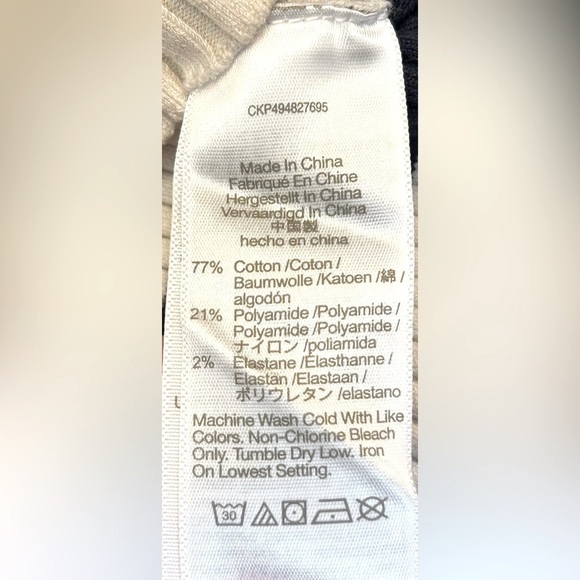 CKP494827695
Made In China
Fabriqué En Chine
Hergestellt In China
Vervaardigd In China
中国製
hecho en china
77% Cotton /Coton /
Baumwolle /Katoen /綿 /
algodón
21% Polyamide /Polyamide /
Polyamide /Polyamide /
ナイロン /poliamida
2% Elastane /Élasthanne /
Elastan /Elastaan /
ポリウレタン /elastano
Machine Wash Cold With Like
Colors. Non-Chlorine Bleach
Only. Tumble Dry Low. Iron
On Lowest Setting.
30